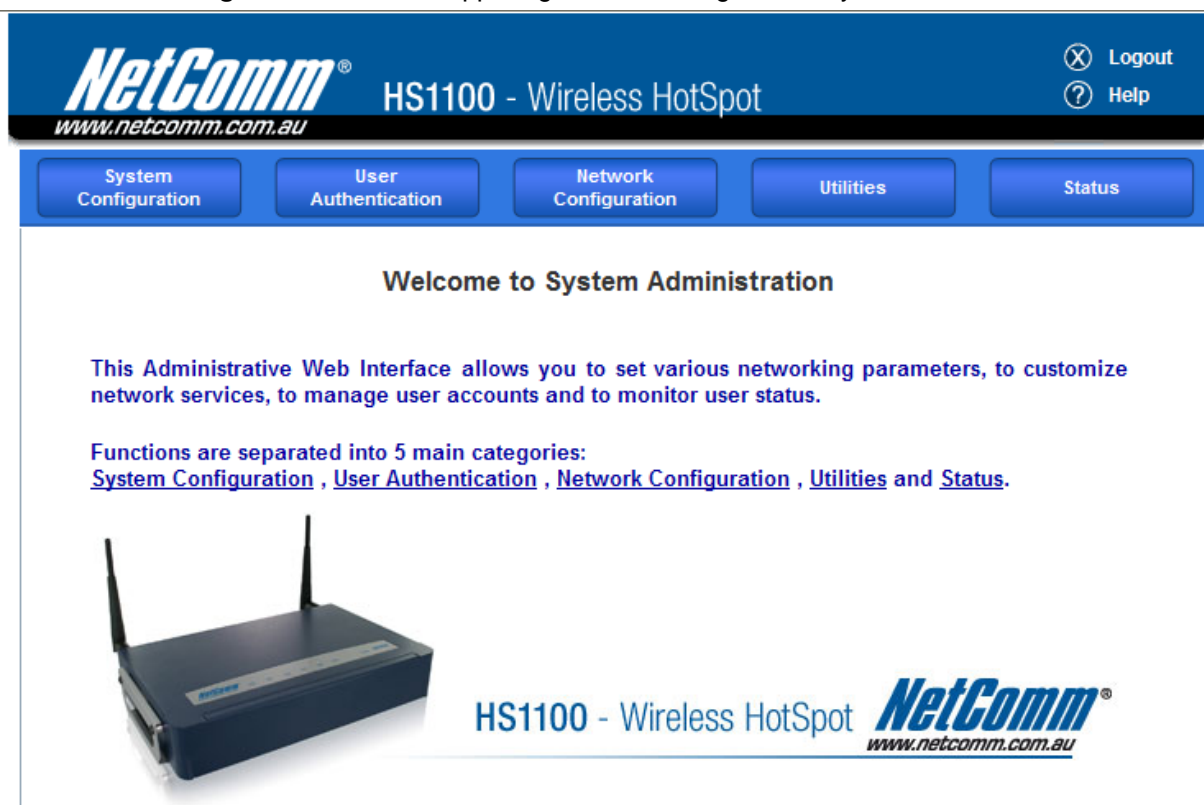 NetComm®
www.netcomm.com.au
HS1100 - Wireless HotSpot
Logout
Help
System
Configuration
User
Authentication
Network
Configuration
Utilities
Status
Welcome to System Administration
This Administrative Web Interface allows you to set various networking parameters, to customize
network services, to manage user accounts and to monitor user status.
Functions are separated into 5 main categories:
System Configuration , User Authentication , Network Configuration , Utilities and Status.
HS1100 - Wireless HotSpot
NetComm®
www.netcomm.com.au